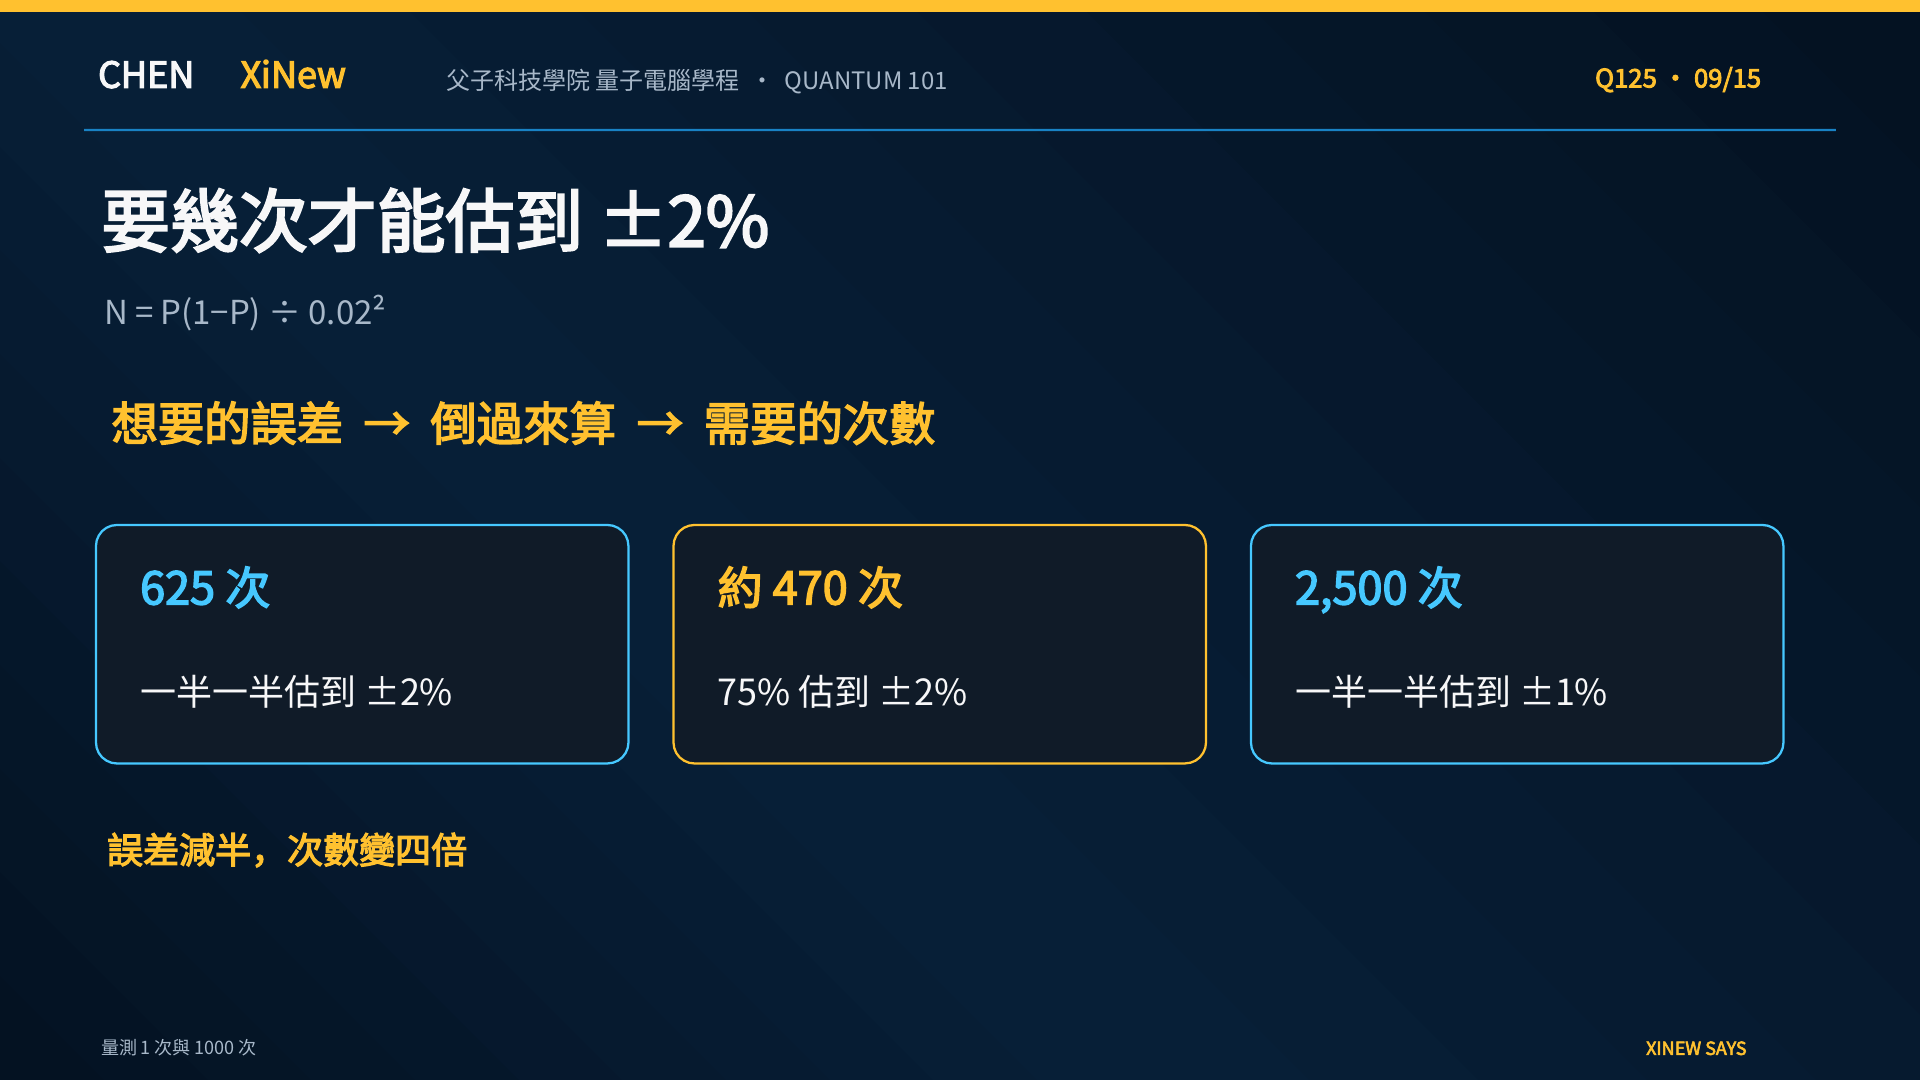 CHEN XiNew 父子科技學院 量子電腦學程 · QUANTUM 101 Q125 · 09/15
要幾次才能估到 ±2%
N = P(1−P) ÷ 0.02²
想要的誤差 → 倒過來算 → 需要的次數
625 次
一半一半估到 ±2%
約 470 次
75% 估到 ±2%
2,500 次
一半一半估到 ±1%
誤差減半，次數變四倍
量測 1 次與 1000 次
XINEW SAYS